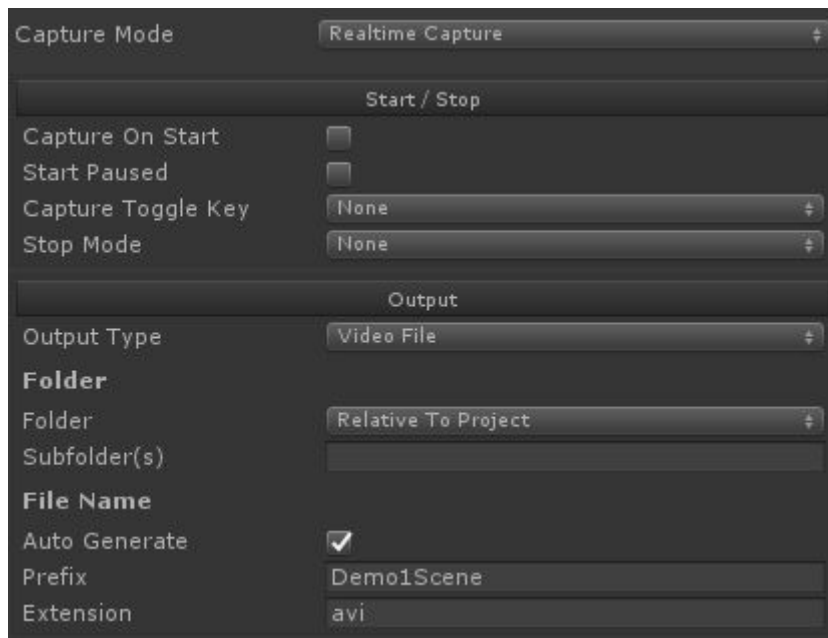 Capture Mode Realtime Capture
Start / Stop
Capture On Start
Start Paused
Capture Toggle Key None
Stop Mode None
Output
Output Type Video File
Folder
Folder Relative To Project
Subfolder(s)
File Name
Auto Generate
Prefix Demo1Scene
Extension avi